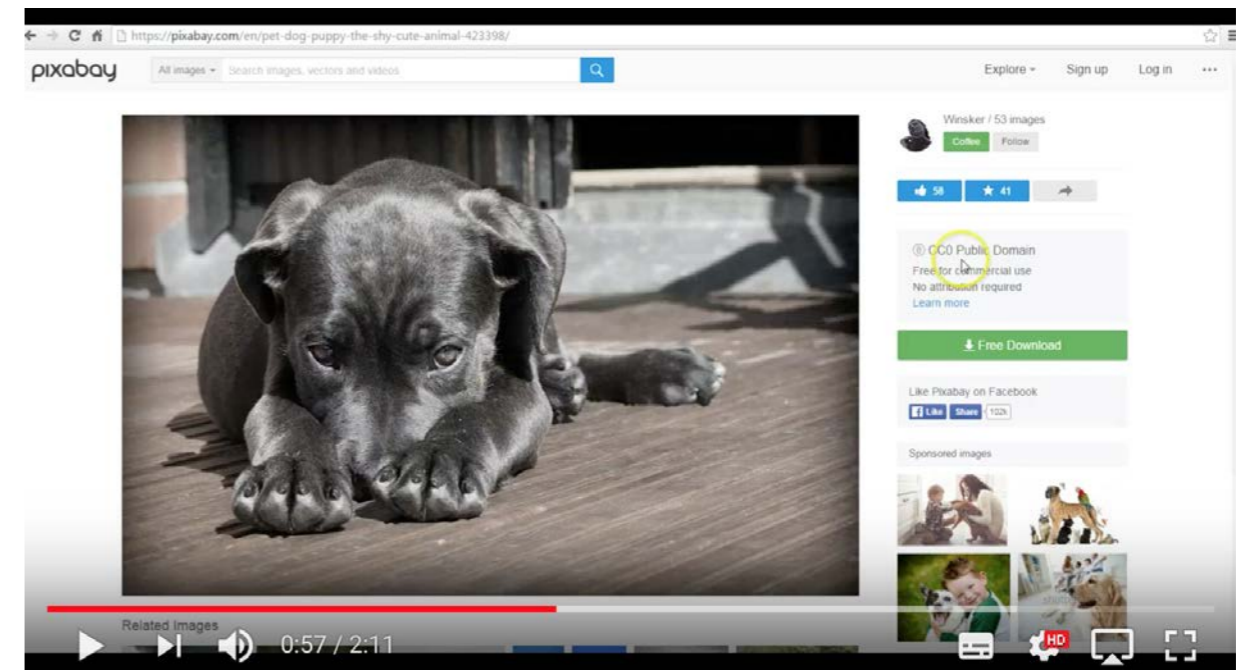 https://pixabay.com/en/pet-dog-puppy-the-shy-cute-animal-423398/
pixabay
All images
Search images, vectors and videos
Explore
Sign up
Log in
Winsker / 53 images
Coffee
Follow
58
41
CC0 Public Domain
Free for commercial use
No attribution required
Learn more
Free Download
Like Pixabay on Facebook
Like
Share
102k
Sponsored images
Related Images
0:57 / 2:11
HD